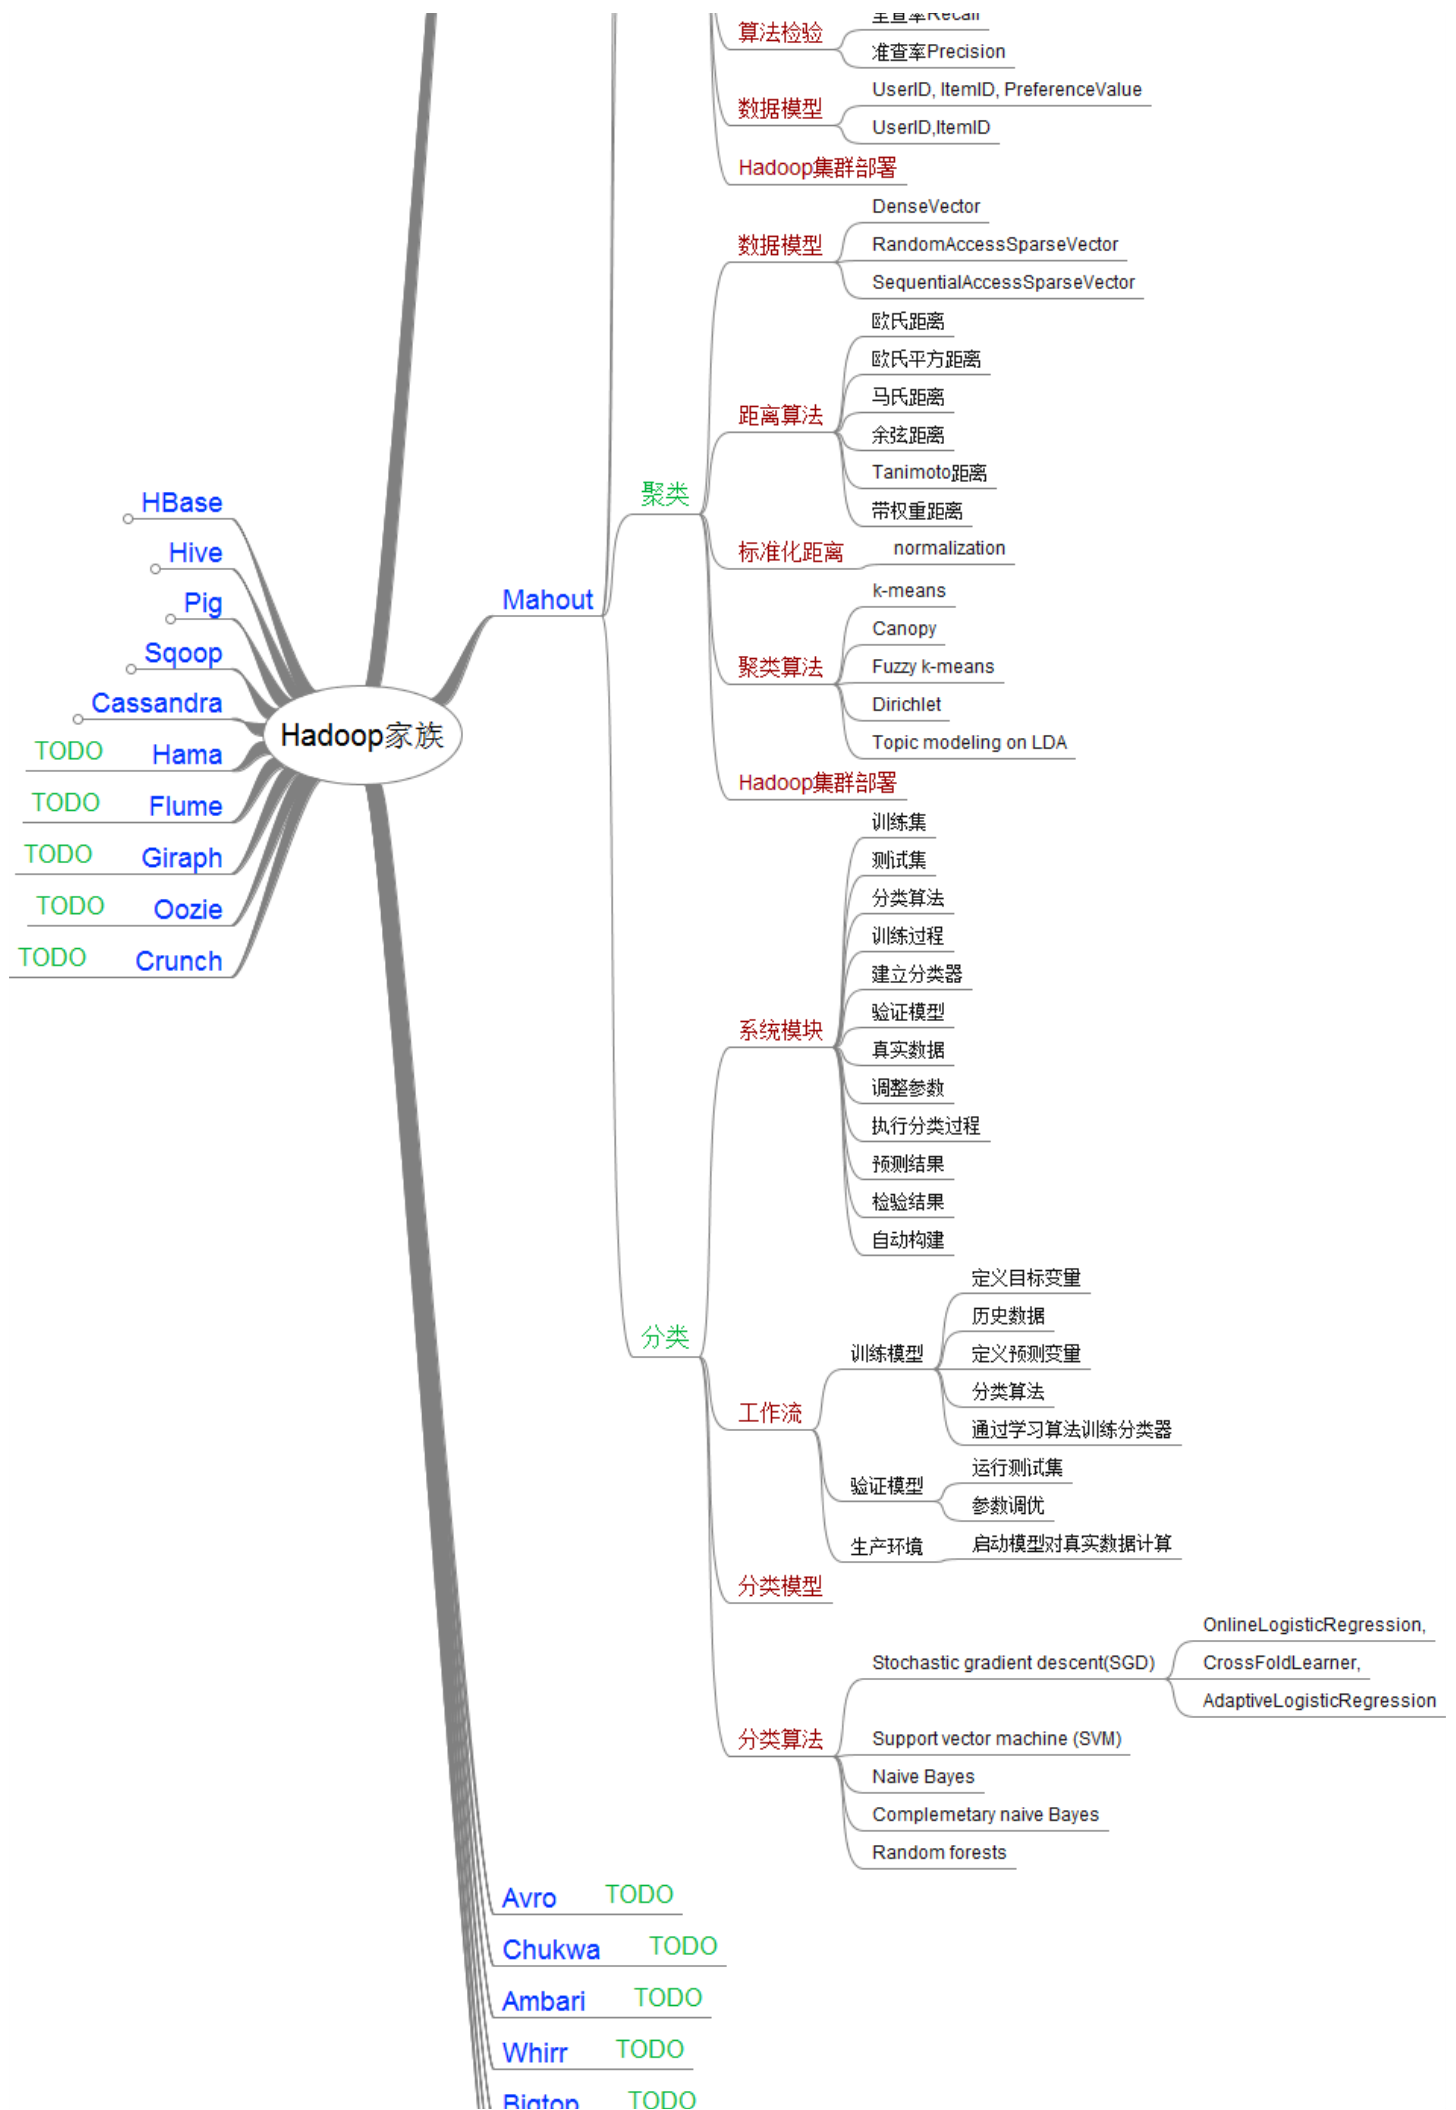 Hadoop家族
HBase
Hive
Pig
Sqoop
Cassandra
TODO Hama
TODO Flume
TODO Giraph
TODO Oozie
TODO Crunch
Mahout
算法检验
Recall
准查率Precision
数据模型
UserID, ItemID, PreferenceValue
UserID,ItemID
Hadoop集群部署
聚类
数据模型
DenseVector
RandomAccessSparseVector
SequentialAccessSparseVector
距离算法
欧氏距离
欧氏平方距离
马氏距离
余弦距离
Tanimoto距离
带权重距离
标准化距离
normalization
聚类算法
k-means
Canopy
Fuzzy k-means
Dirichlet
Topic modeling on LDA
Hadoop集群部署
分类
系统模块
训练集
测试集
分类算法
训练过程
建立分类器
验证模型
真实数据
调整参数
执行分类过程
预测结果
检验结果
自动构建
工作流
训练模型
定义目标变量
历史数据
定义预测变量
分类算法
通过学习算法训练分类器
验证模型
运行测试集
参数调优
生产环境
启动模型对真实数据计算
分类模型
分类算法
Stochastic gradient descent(SGD)
OnlineLogisticRegression,
CrossFoldLearner,
AdaptiveLogisticRegression
Support vector machine (SVM)
Naive Bayes
Complemetary naive Bayes
Random forests
Avro TODO
Chukwa TODO
Ambari TODO
Whirr TODO
Bigtop TODO